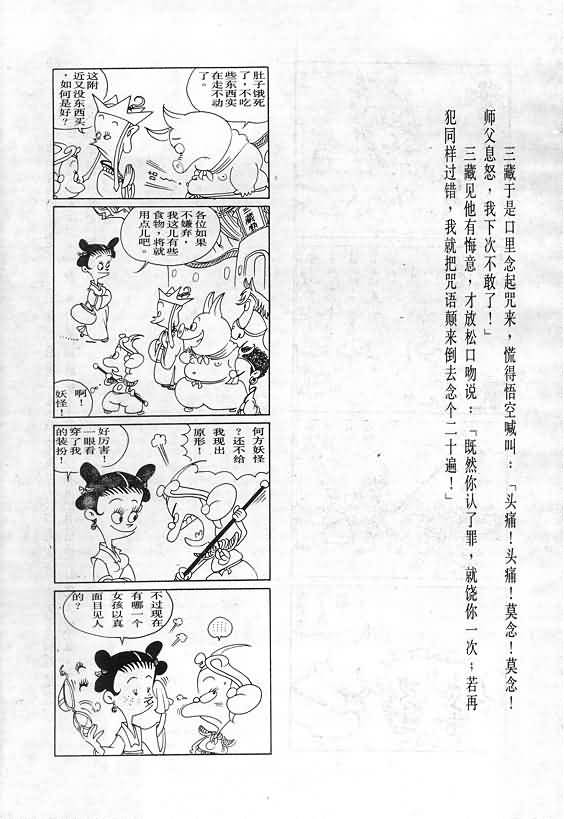 三藏于是口里念起咒来，慌得悟空喊叫：「头痛！头痛！莫念！莫念！
师父息怒，我下次不敢了！」
三藏见他有悔意，才放松口吻说：「既然你认了罪，就饶你一次；若再
犯同样过错，我就把咒语颠来倒去念个二十遍！」
肚子饿死
了，不吃
些东西实
在走不动
了。
这附
近又没东西买
，如何是好？
各位如果
不嫌弃，
我这儿有些
食物，将就
用点儿吧。
啊！
妖怪！
何方妖怪
？还不给
我现出
原形！
好厉害！
一眼看
穿了我
的装扮！
不过现在
有哪一个
女孩以真
面目见人
的？